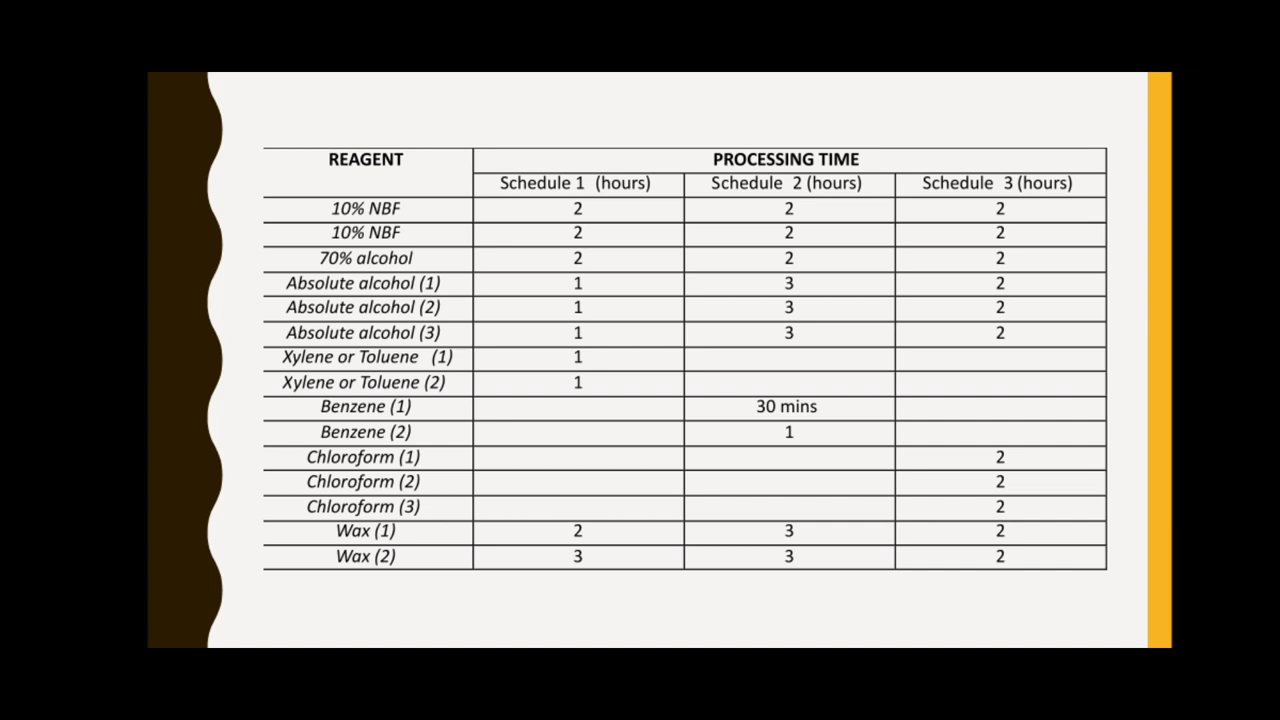 REAGENT PROCESSING TIME
Schedule 1 (hours) Schedule 2 (hours) Schedule 3 (hours)
10% NBF 2 2 2
10% NBF 2 2 2
70% alcohol 2 2 2
Absolute alcohol (1) 1 3 2
Absolute alcohol (2) 1 3 2
Absolute alcohol (3) 1 3 2
Xylene or Toluene (1) 1
Xylene or Toluene (2) 1
Benzene (1) 30 mins
Benzene (2) 1
Chloroform (1) 2
Chloroform (2) 2
Chloroform (3) 2
Wax (1) 2 3 2
Wax (2) 3 3 2